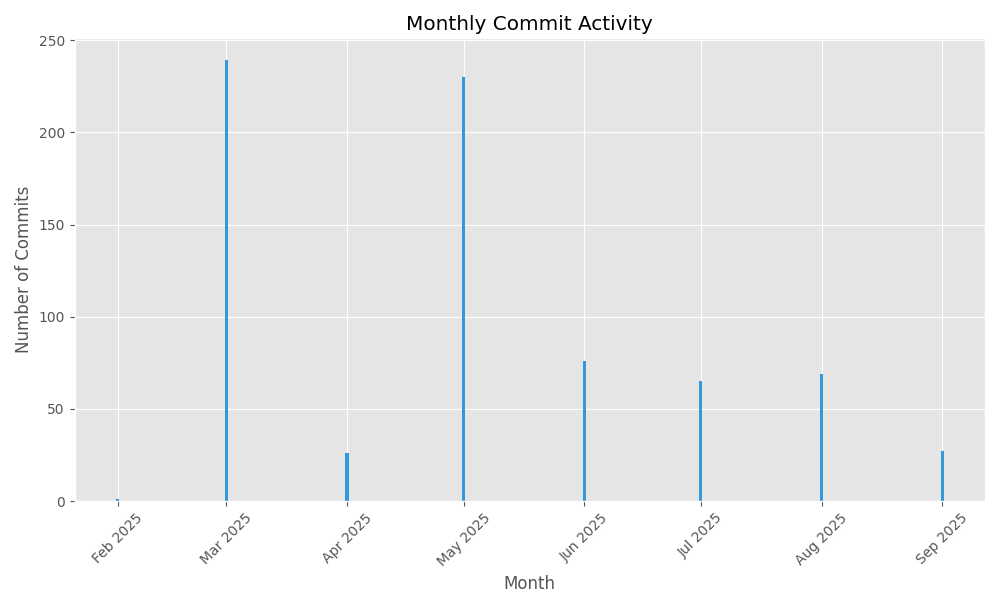 Monthly Commit Activity
Number of Commits
250
200
150
100
50
0
Feb 2025
Mar 2025
Apr 2025
May 2025
Jun 2025
Jul 2025
Aug 2025
Sep 2025
Month